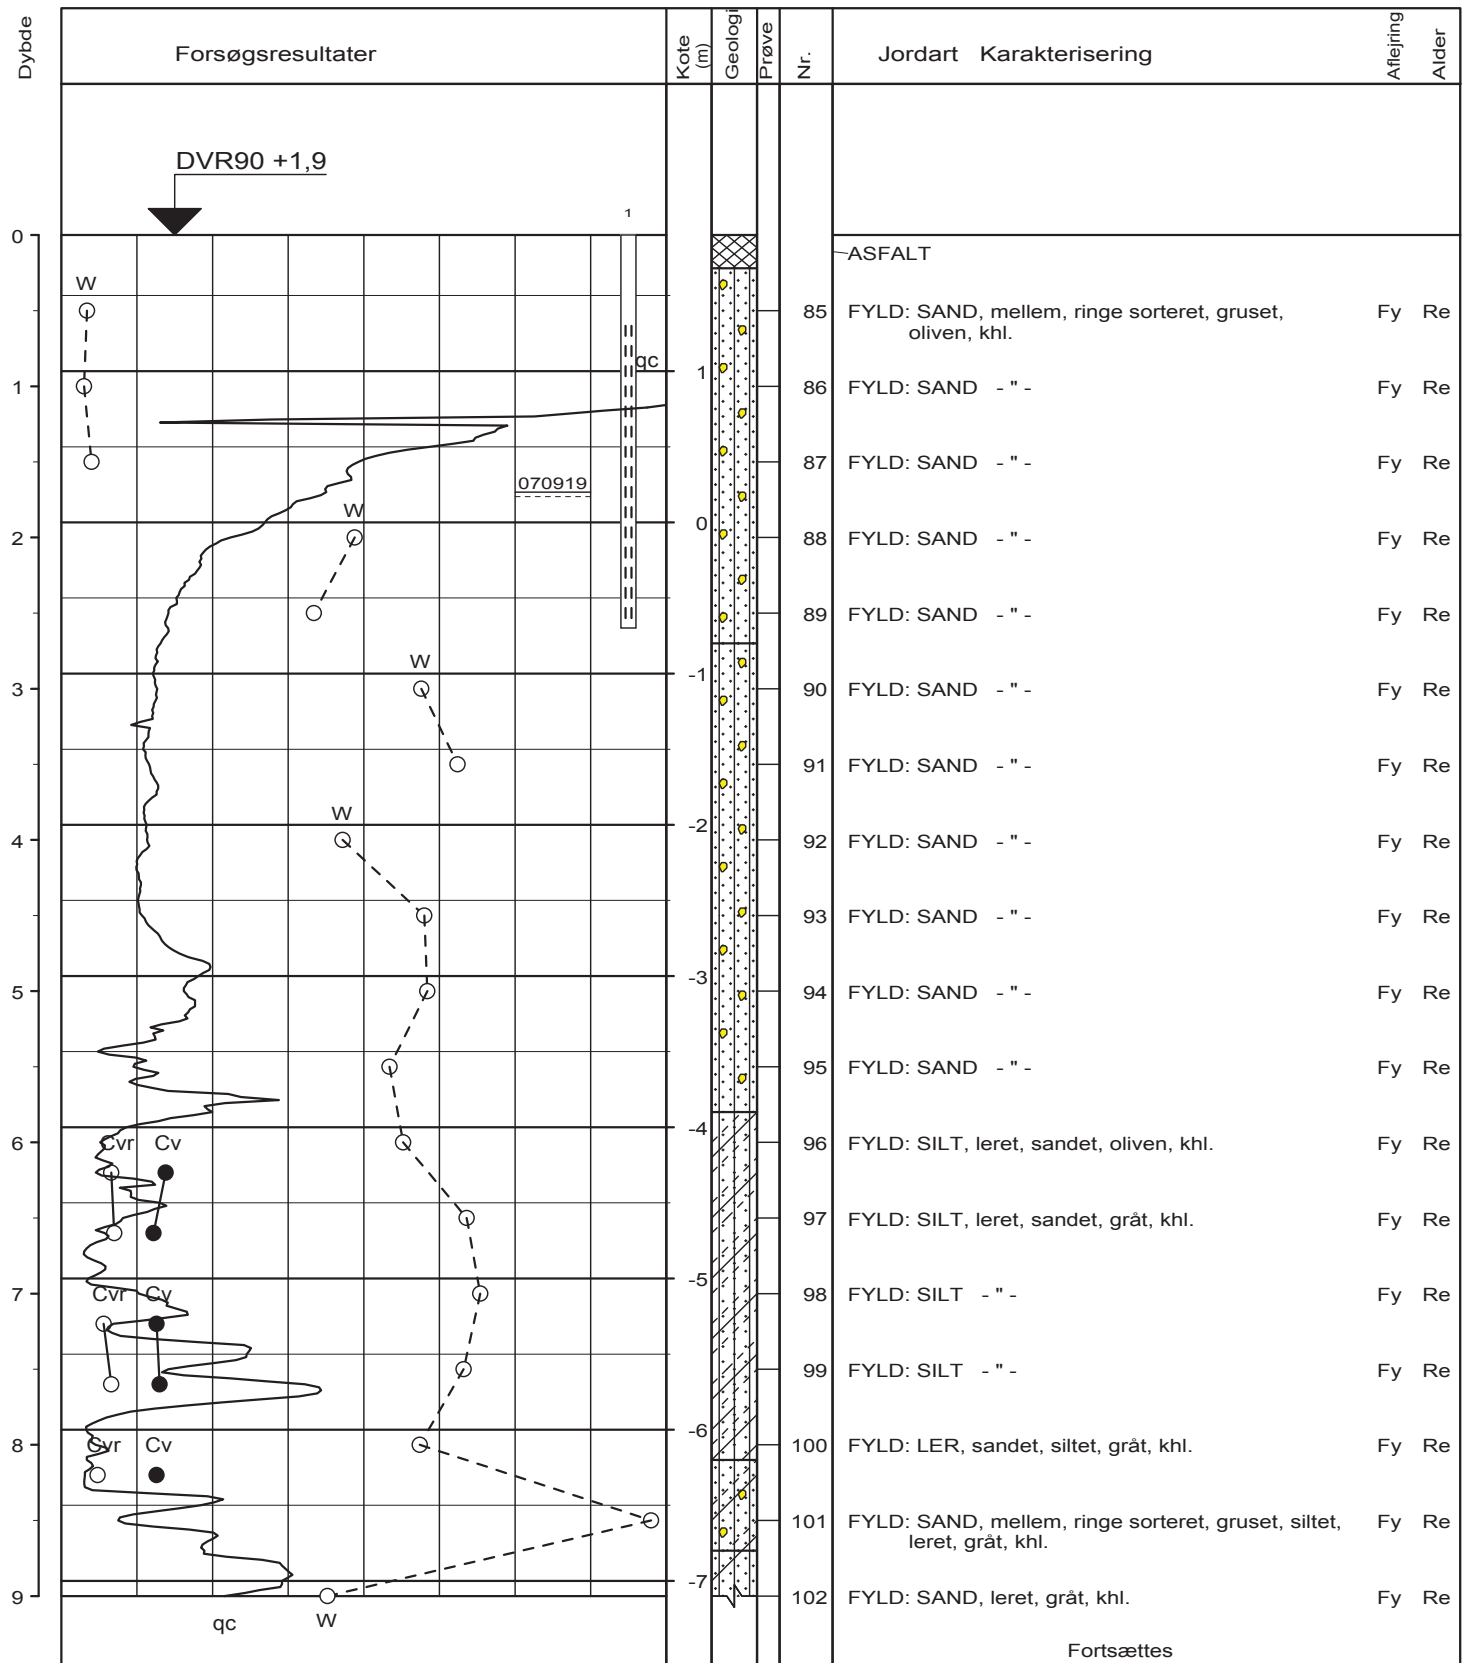 Dybde
Forsøgsresultater
Kote
(m)
Geologi
Prøve
Nr.
Jordart Karakterisering
Aflejring
Alder
DVR90 +1,9
1
0
ASFALT
W
85 FYLD: SAND, mellem, ringe sorteret, gruset, Fy Re
oliven, khl.
qc
1
1
86 FYLD: SAND - " - Fy Re
87 FYLD: SAND - " - Fy Re
070919
W
0
2
88 FYLD: SAND - " - Fy Re
89 FYLD: SAND - " - Fy Re
W
-1
3
90 FYLD: SAND - " - Fy Re
91 FYLD: SAND - " - Fy Re
W
-2
4
92 FYLD: SAND - " - Fy Re
93 FYLD: SAND - " - Fy Re
-3
5
94 FYLD: SAND - " - Fy Re
95 FYLD: SAND - " - Fy Re
-4
6 Cvr Cv
96 FYLD: SILT, leret, sandet, oliven, khl. Fy Re
97 FYLD: SILT, leret, sandet, gråt, khl. Fy Re
-5
7 Cvr Cv
98 FYLD: SILT - " - Fy Re
99 FYLD: SILT - " - Fy Re
-6
8 Cvr Cv
100 FYLD: LER, sandet, siltet, gråt, khl. Fy Re
101 FYLD: SAND, mellem, ringe sorteret, gruset, siltet, Fy Re
leret, gråt, khl.
-7
9
102 FYLD: SAND, leret, gråt, khl. Fy Re
qc W
Fortsættes